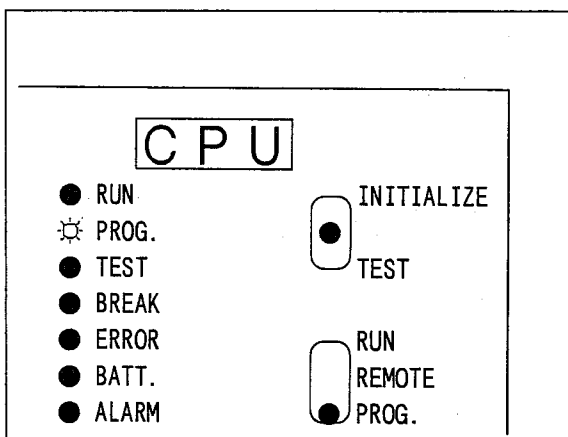 CPU
RUN
PROG.
TEST
BREAK
ERROR
BATT.
ALARM
INITIALIZE
TEST
RUN
REMOTE
PROG.